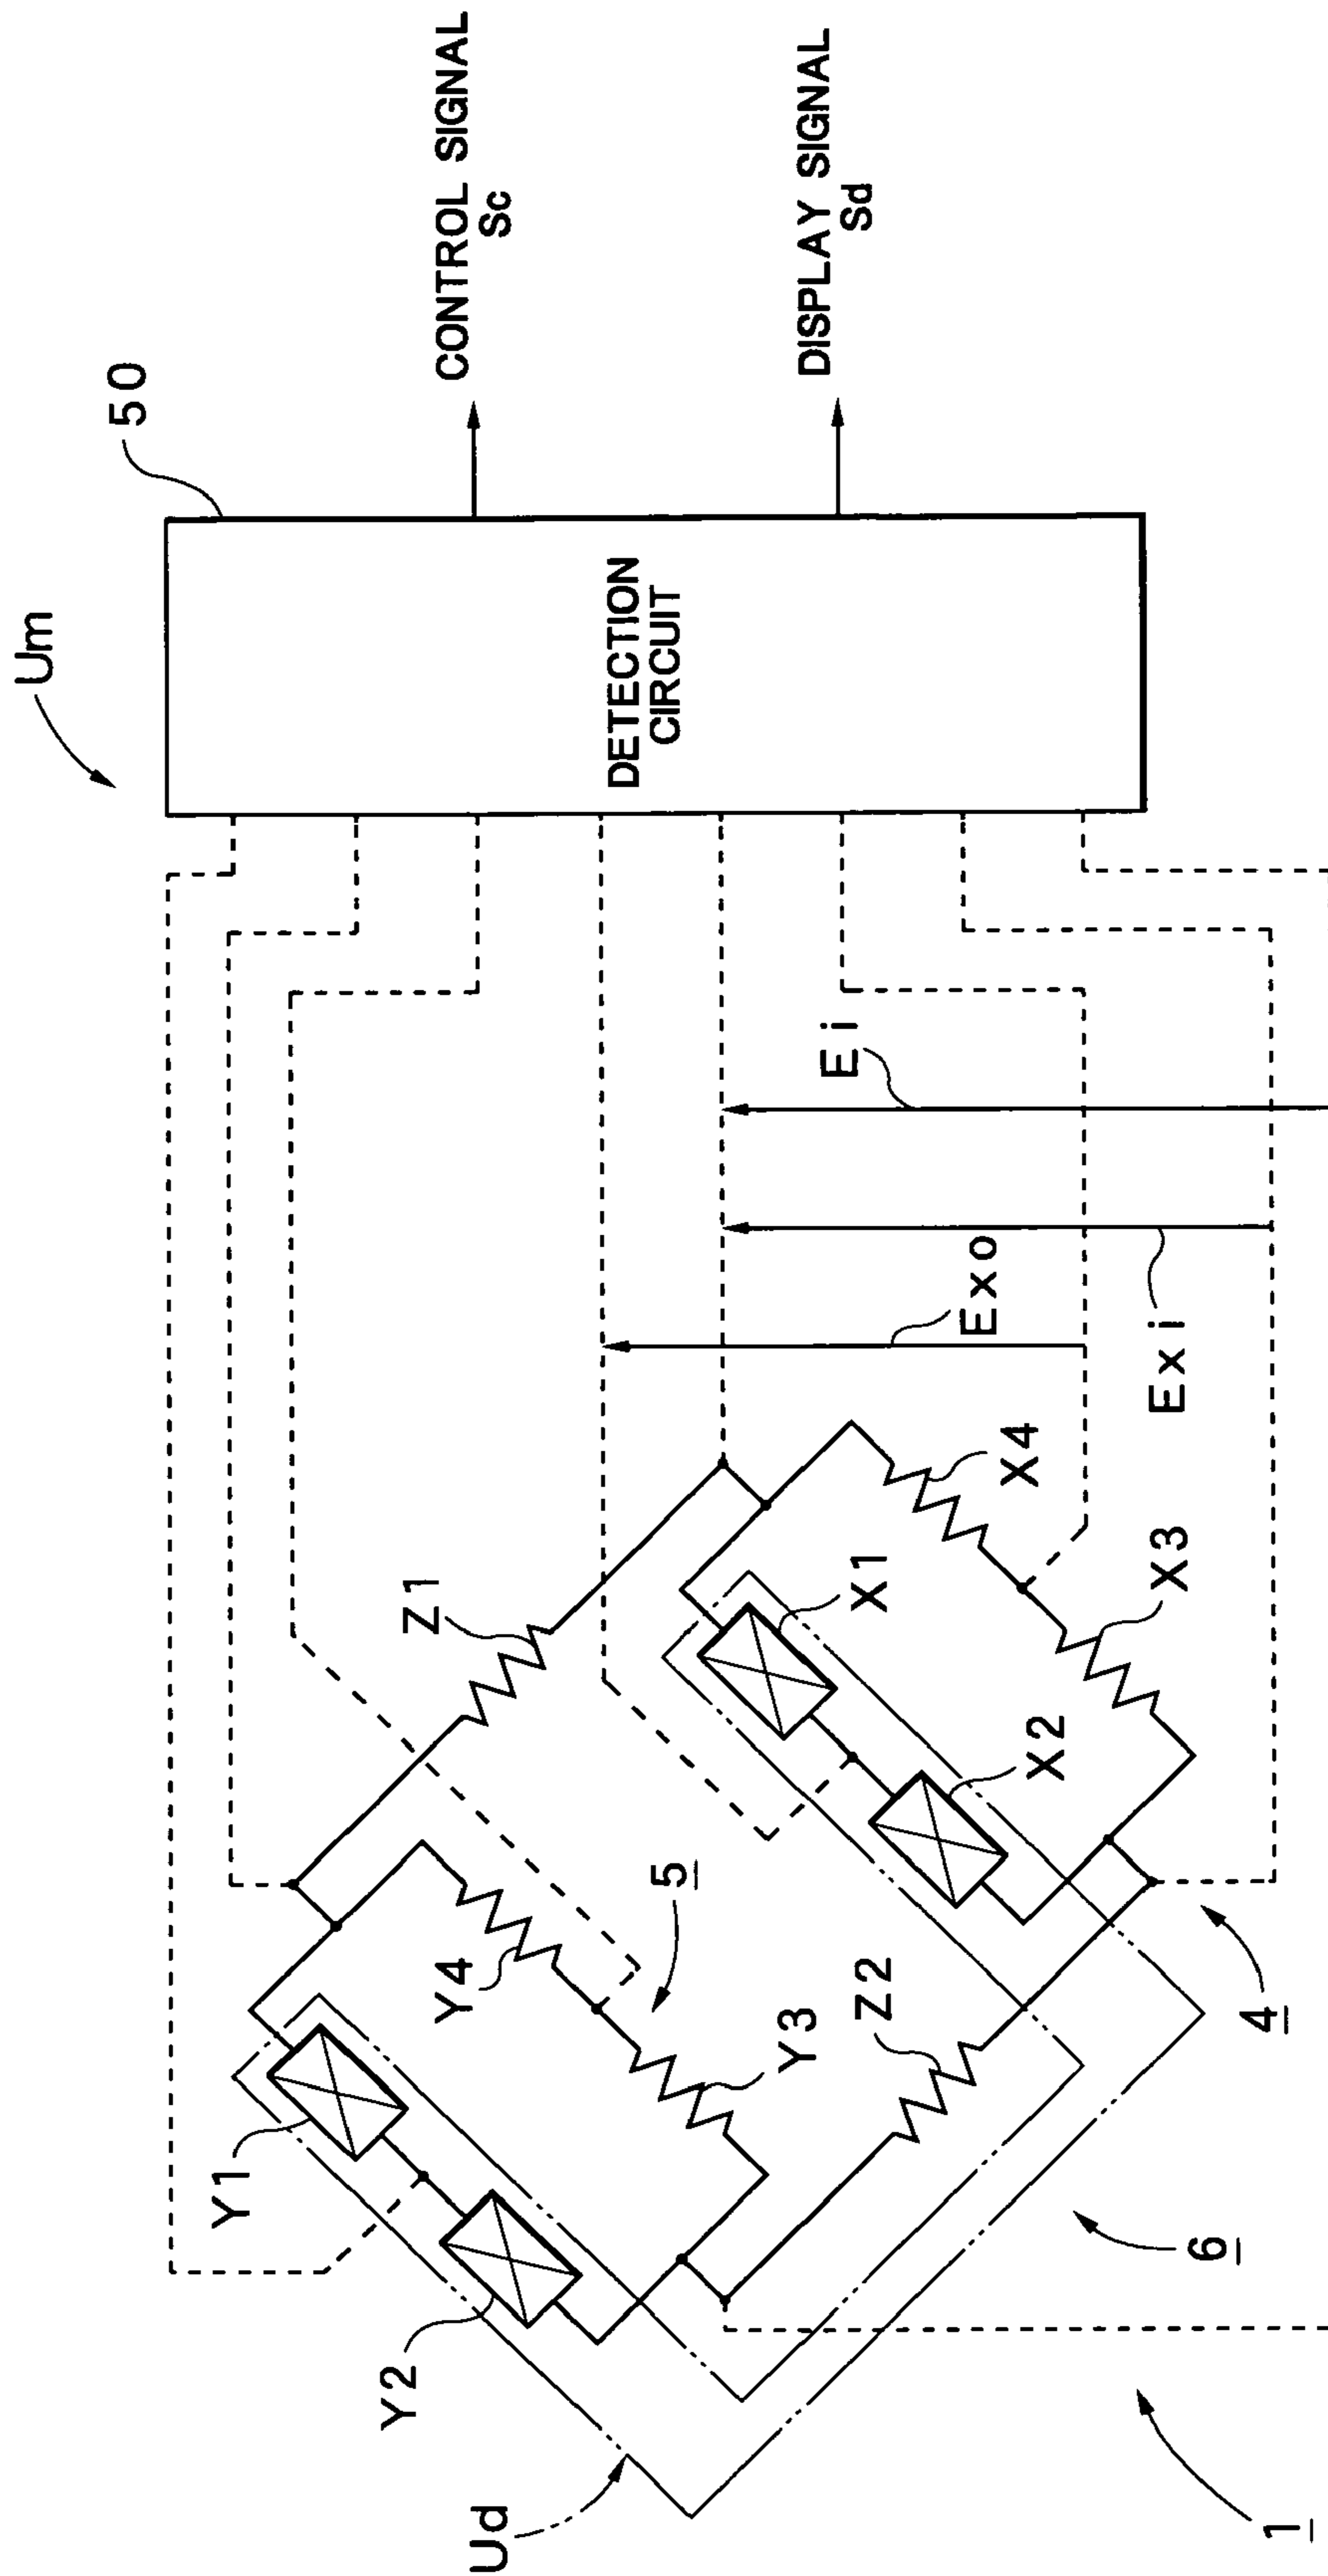 Um
50
DETECTION
CIRCUIT
CONTROL SIGNAL
Sc
DISPLAY SIGNAL
Sd
Ei
Exi
Exo
Z1
X1
X4
X2
X3
Y1
Y4
5
Y2
Y3
Z2
4
6
Ud
1